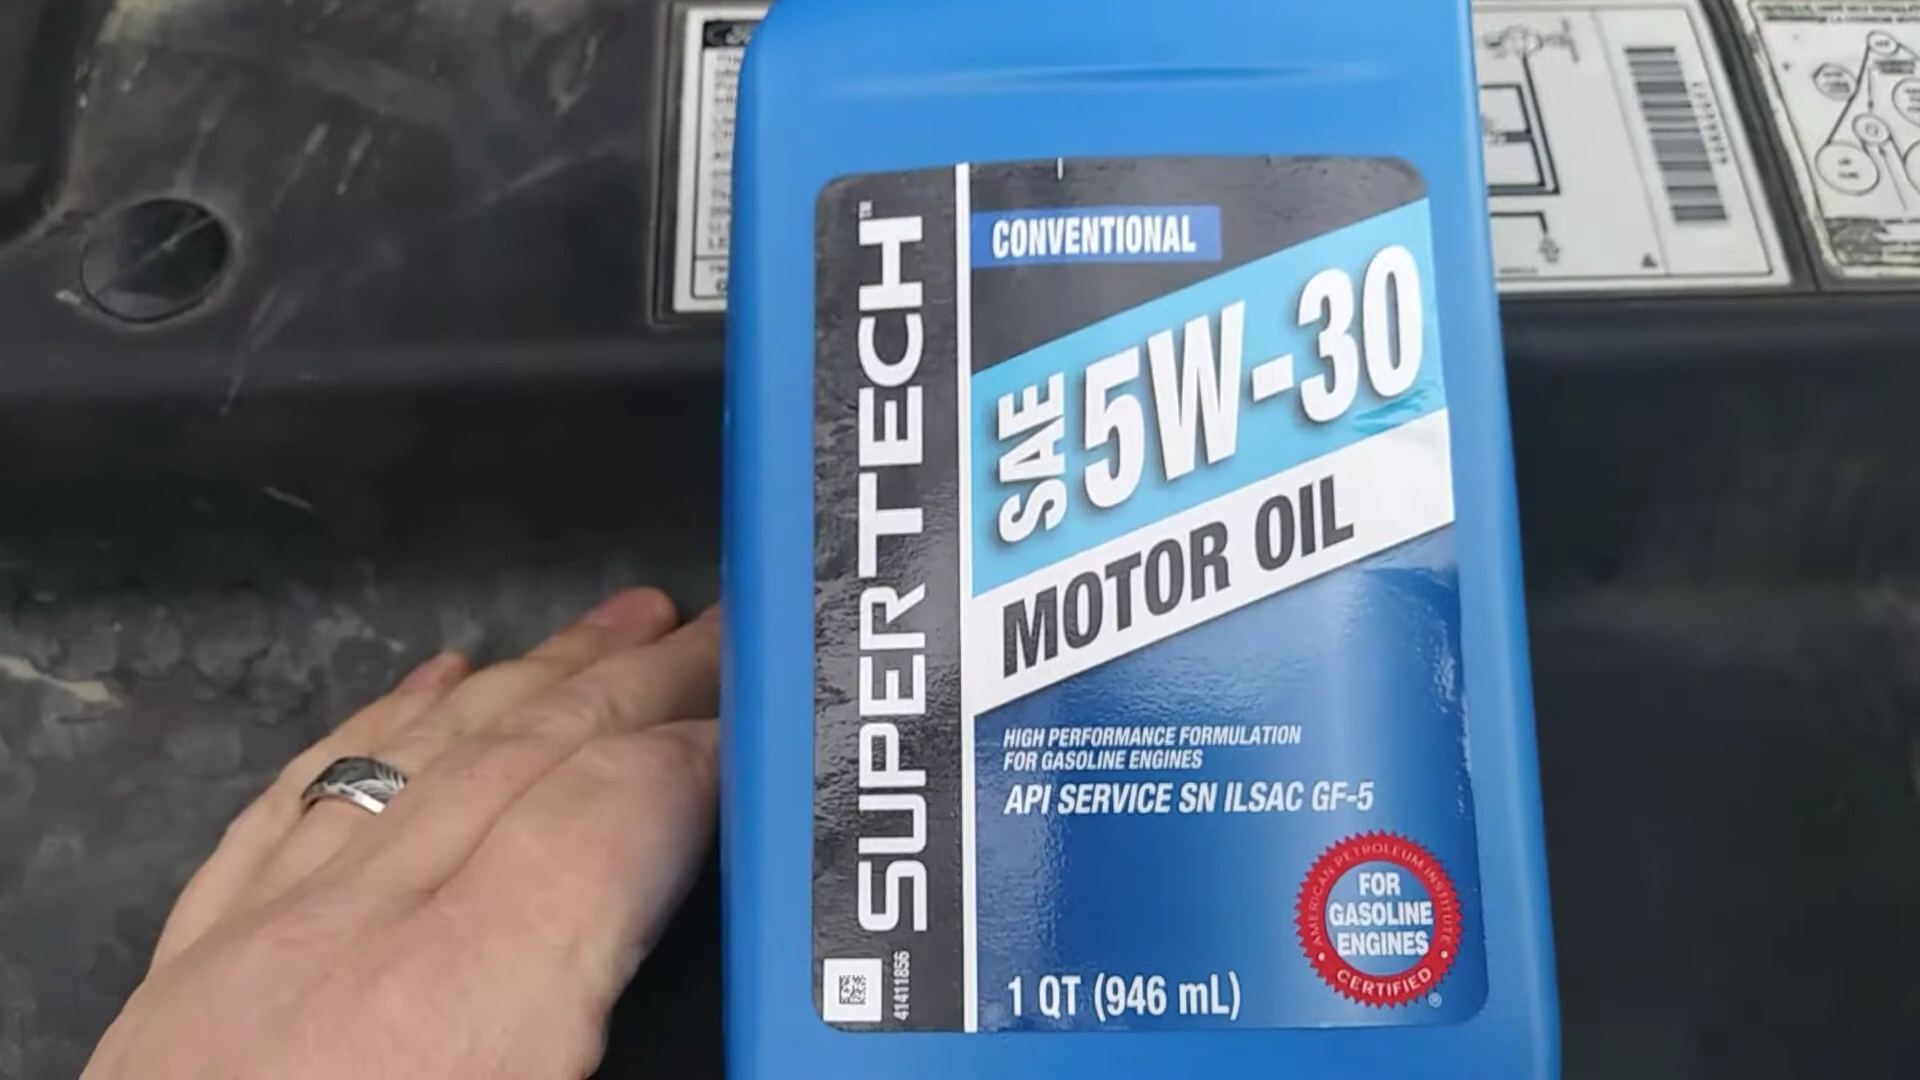 SUPERTECH™
CONVENTIONAL
SAE 5W-30
MOTOR OIL
HIGH PERFORMANCE FORMULATION
FOR GASOLINE ENGINES
API SERVICE SN ILSAC GF-5
AMERICAN PETROLEUM INSTITUTE
FOR
GASOLINE
ENGINES
CERTIFIED
®
1 QT (946 mL)
41411856